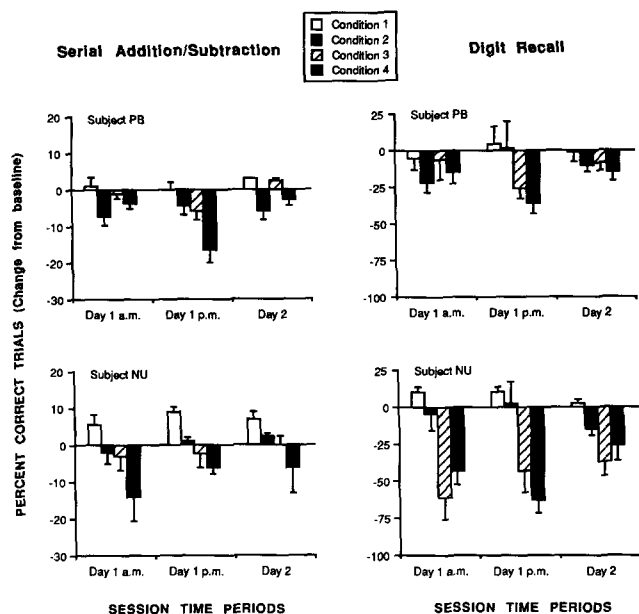 Serial Addition/Subtraction
Condition 1
Condition 2
Condition 3
Condition 4
Digit Recall
PERCENT CORRECT TRIALS (Change from baseline)
Subject PB
20
10
0
-10
-20
-30
Day 1 a.m.
Day 1 p.m.
Day 2
Subject PB
25
0
-25
-50
-75
-100
Day 1 a.m.
Day 1 p.m.
Day 2
Subject NU
20
10
0
-10
-20
-30
Day 1 a.m.
Day 1 p.m.
Day 2
Subject NU
25
0
-25
-50
-75
-100
Day 1 a.m.
Day 1 p.m.
Day 2
SESSION TIME PERIODS
SESSION TIME PERIODS